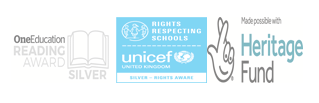 OneEducation
READING
AWARD
SILVER
RIGHTS
RESPECTING
SCHOOLS
unicef
UNITED KINGDOM
SILVER - RIGHTS AWARE
Made possible with
Heritage
Fund